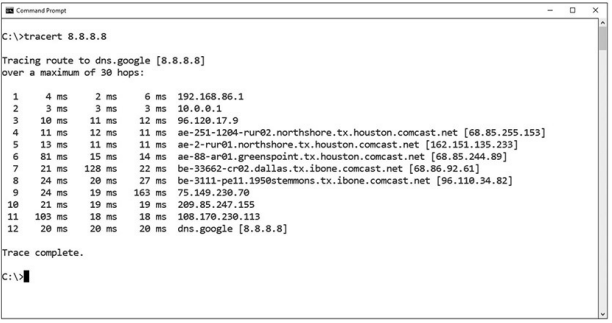 Command Prompt
C:\>tracert 8.8.8.8
Tracing route to dns.google [8.8.8.8]
over a maximum of 30 hops:
1 4 ms 2 ms 6 ms 192.168.86.1
2 3 ms 3 ms 3 ms 10.0.0.1
3 10 ms 11 ms 12 ms 96.120.17.9
4 11 ms 12 ms 11 ms ae-251-1204-rur02.northshore.tx.houston.comcast.net [68.85.255.153]
5 13 ms 11 ms 11 ms ae-2-rur01.northshore.tx.houston.comcast.net [162.151.135.233]
6 81 ms 15 ms 14 ms ae-88-ar01.greenspoint.tx.houston.comcast.net [68.85.244.89]
7 21 ms 128 ms 22 ms be-33662-cr02.dallas.tx.ibone.comcast.net [68.86.92.61]
8 24 ms 20 ms 27 ms be-3111-pe11.1950stemmons.tx.ibone.comcast.net [96.110.34.82]
9 24 ms 19 ms 163 ms 75.149.230.70
10 21 ms 19 ms 19 ms 209.85.247.155
11 103 ms 18 ms 18 ms 108.170.230.113
12 20 ms 20 ms 20 ms dns.google [8.8.8.8]
Trace complete.
C:\>